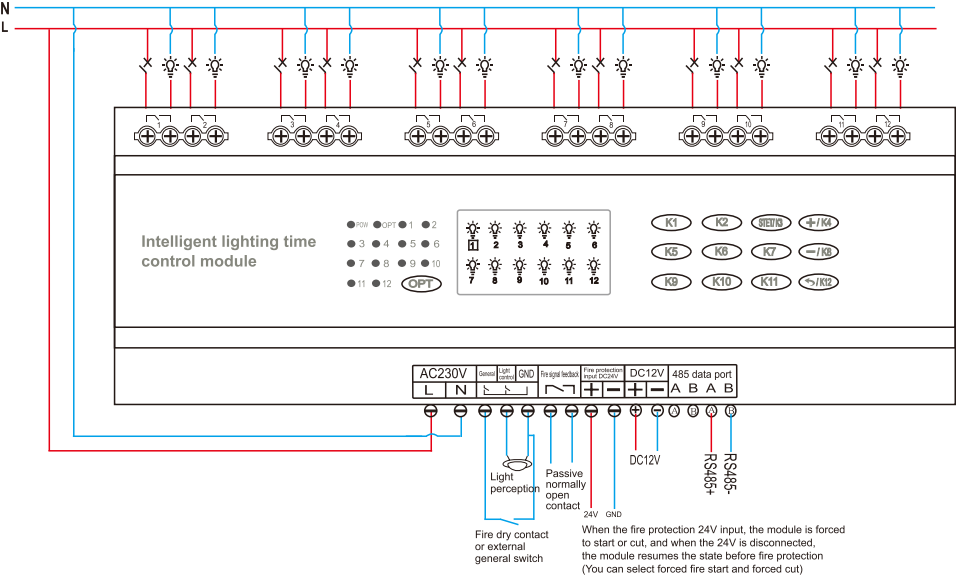 N
L
1 2 3 4 5 6 7 8 9 10 11 12
Intelligent lighting time
control module
POW OPT 1 2
3 4 5 6
7 8 9 10
11 12 OPT
1 2 3 4 5 6
7 8 9 10 11 12
K1 K2 +/K4
K5 K6 K7 −/K8
K9 K10 K11 /K12
AC230V General Light control GND Fire signal feedback Fire protection input DC24V DC12V 485 data port
L N + − + − A B A B
A B A B
Light
perception
Passive
normally
open
contact
24V GND
DC12V
RS485+
RS485-
Fire dry contact
or external
general switch
When the fire protection 24V input, the module is forced
to start or cut, and when the 24V is disconnected,
the module resumes the state before fire protection
(You can select forced fire start and forced cut)